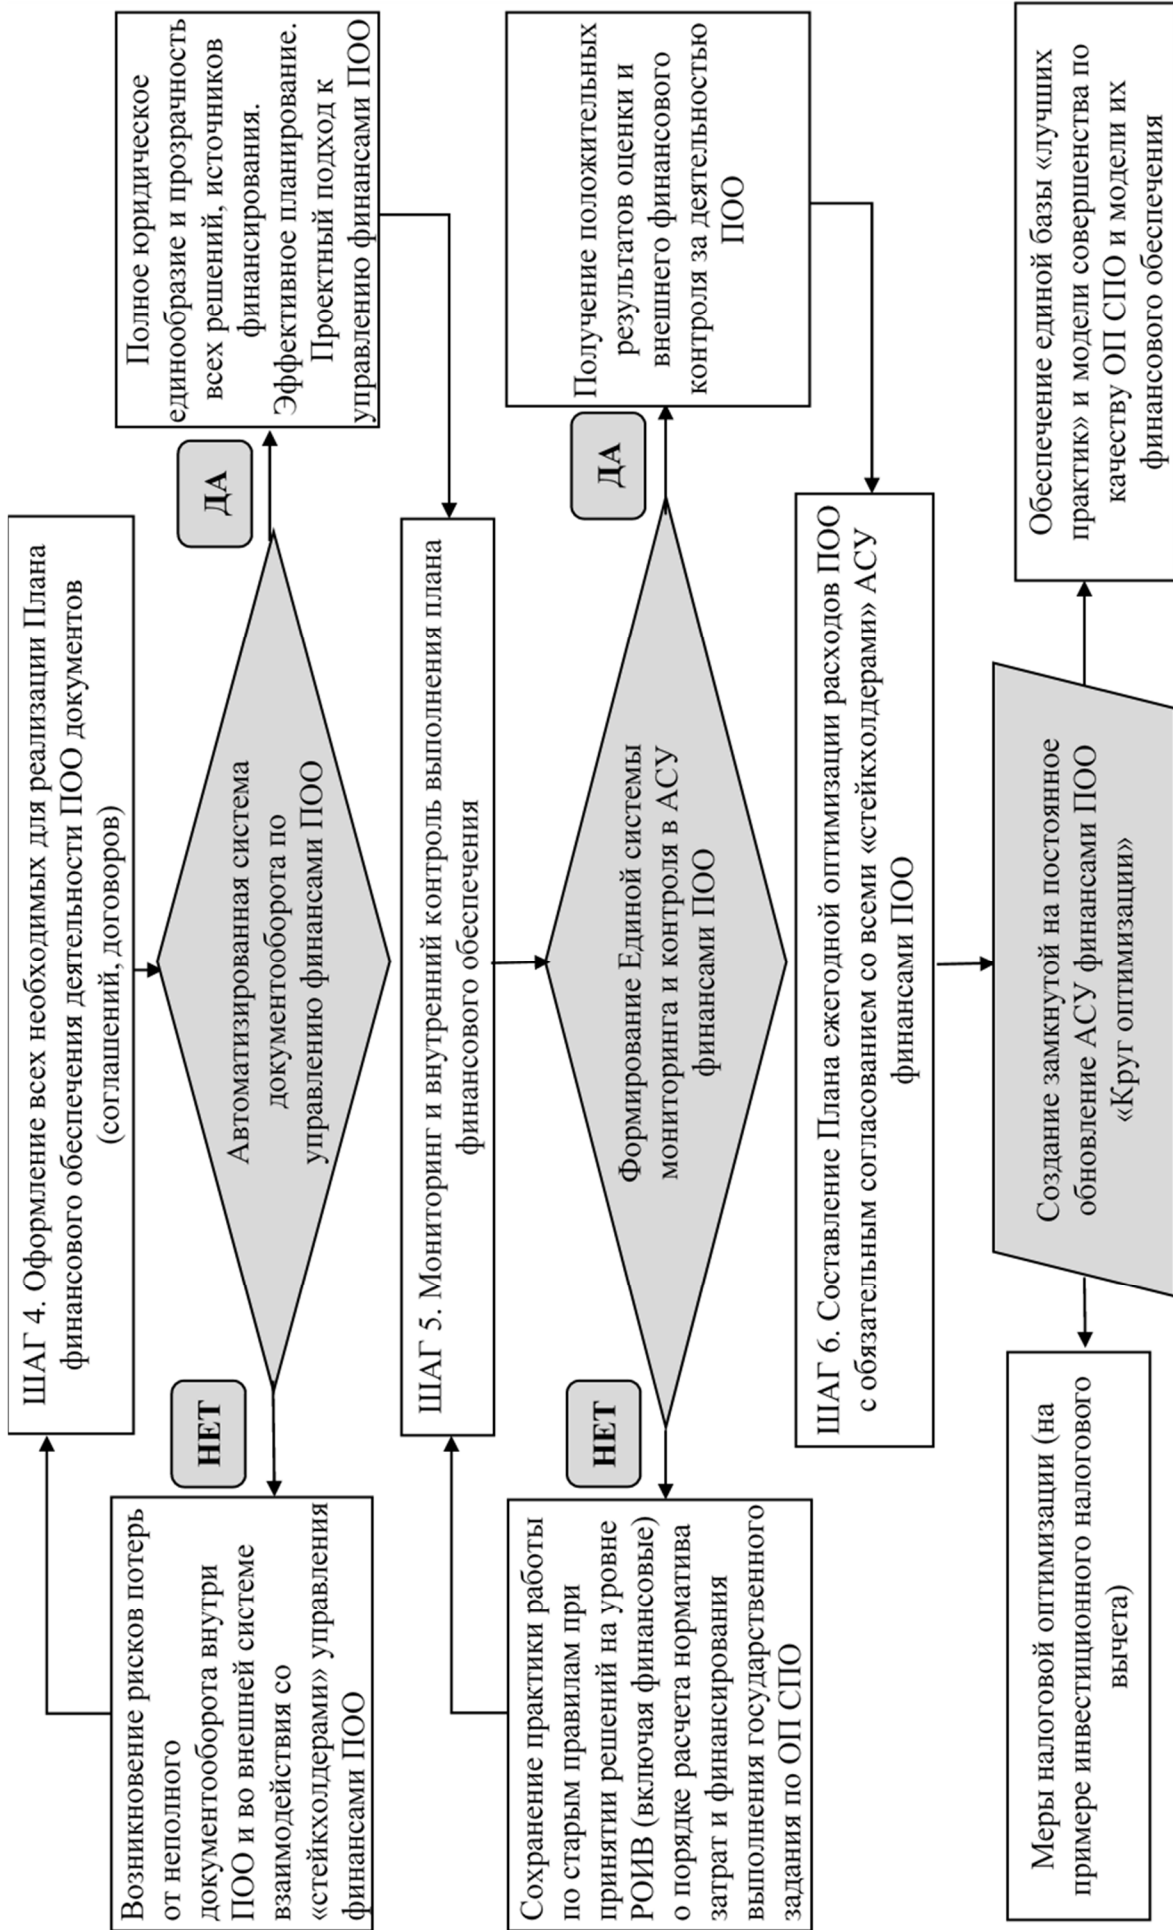 ШАГ 4. Оформление всех необходимых для реализации Плана
финансового обеспечения деятельности ПОО документов
(соглашений, договоров)
Возникновение рисков потерь
от неполного
документооборота внутри
ПОО и во внешней системе
взаимодействия со
«стейкхолдерами» управления
финансами ПОО
НЕТ
Автоматизированная система
документооборота по
управлению финансами ПОО
ДА
Полное юридическое
единообразие и прозрачность
всех решений, источников
финансирования.
Эффективное планирование.
Проектный подход к
управлению финансами ПОО
ШАГ 5. Мониторинг и внутренний контроль выполнения плана
финансового обеспечения
Сохранение практики работы
по старым правилам при
принятии решений на уровне
РОИВ (включая финансовые)
о порядке расчета норматива
затрат и финансирования
выполнения государственного
задания по ОП СПО
НЕТ
Формирование Единой системы
мониторинга и контроля в АСУ
финансами ПОО
ДА
Получение положительных
результатов оценки и
внешнего финансового
контроля за деятельностью
ПОО
ШАГ 6. Составление Плана ежегодной оптимизации расходов ПОО
с обязательным согласованием со всеми «стейкхолдерами» АСУ
финансами ПОО
Меры налоговой оптимизации (на
примере инвестиционного налогового
вычета)
Создание замкнутой на постоянное
обновление АСУ финансами ПОО
«Круг оптимизации»
Обеспечение единой базы «лучших
практик» и модели совершенства по
качеству ОП СПО и модели их
финансового обеспечения